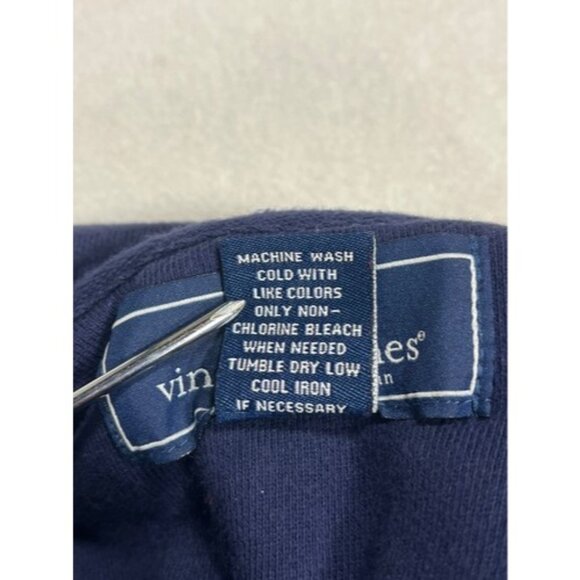 MACHINE WASH
COLD WITH
LIKE COLORS
ONLY NON-
CHLORINE BLEACH
WHEN NEEDED
TUMBLE DRY LOW
COOL IRON
IF NECESSARY